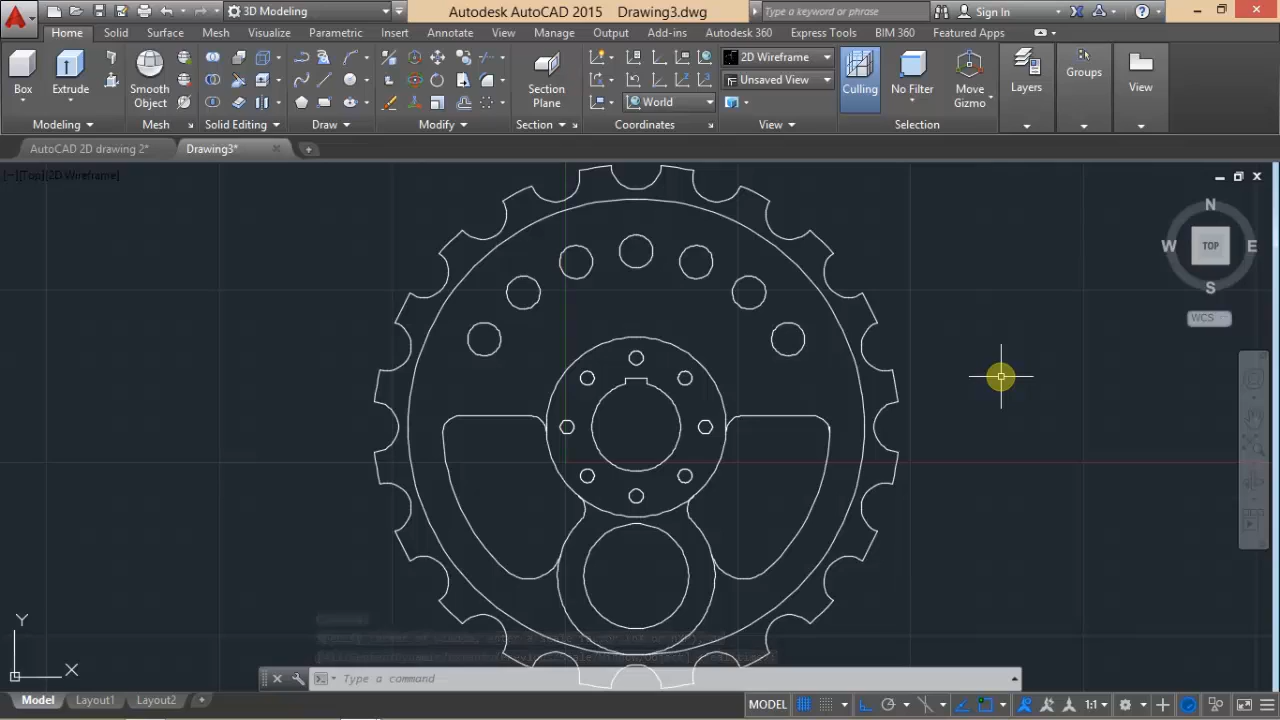 3D Modeling
Autodesk AutoCAD 2015 Drawing3.dwg
Type a keyword or phrase
Sign In
Home Solid Surface Mesh Visualize Parametric Insert Annotate View Manage Output Add-ins Autodesk 360 BIM 360 Express Tools Featured Apps
Box
Extrude
Smooth Object
Section Plane
2D Wireframe
Unsaved View
World
Culling
No Filter
Move Gizmo
Layers
Groups
View
Modeling
Mesh
Solid Editing
Draw
Modify
Section
Coordinates
View
Selection
AutoCAD 2D drawing 2*
Drawing3*
[−][Top][2D Wireframe]
N
W TOP E
S
WCS
Y
X
Type a command
Model Layout1 Layout2
MODEL
1:1